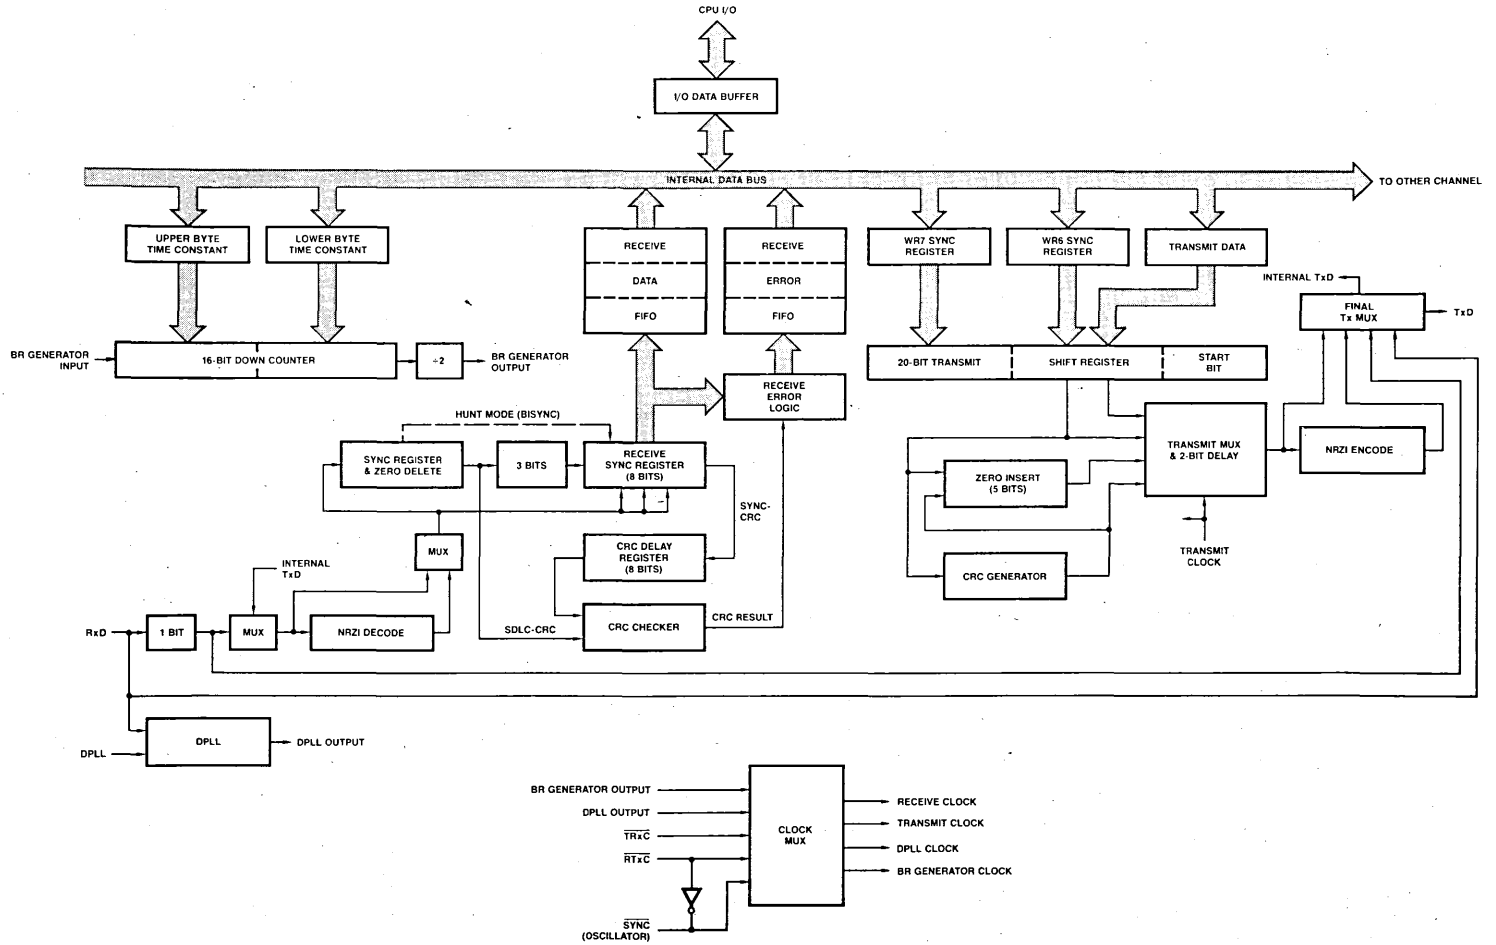 CPU I/O
I/O DATA BUFFER
INTERNAL DATA BUS
TO OTHER CHANNEL
UPPER BYTE
TIME CONSTANT
LOWER BYTE
TIME CONSTANT
RECEIVE
DATA
FIFO
RECEIVE
ERROR
FIFO
WR7 SYNC
REGISTER
WR6 SYNC
REGISTER
TRANSMIT DATA
INTERNAL TxD
FINAL
Tx MUX
TxD
BR GENERATOR
INPUT
16-BIT DOWN COUNTER
÷2
BR GENERATOR
OUTPUT
20-BIT TRANSMIT
SHIFT REGISTER
START
BIT
RECEIVE
ERROR
LOGIC
HUNT MODE (BISYNC)
SYNC REGISTER
& ZERO DELETE
3 BITS
RECEIVE
SYNC REGISTER
(8 BITS)
TRANSMIT MUX
& 2-BIT DELAY
NRZI ENCODE
ZERO INSERT
(5 BITS)
SYNC-
CRC
MUX
CRC DELAY
REGISTER
(8 BITS)
TRANSMIT
CLOCK
CRC GENERATOR
INTERNAL
TxD
RxD
1 BIT
MUX
NRZI DECODE
SDLC-CRC
CRC CHECKER
CRC RESULT
DPLL
DPLL
DPLL OUTPUT
BR GENERATOR OUTPUT
DPLL OUTPUT
TRxC
RTxC
SYNC
(OSCILLATOR)
CLOCK
MUX
RECEIVE CLOCK
TRANSMIT CLOCK
DPLL CLOCK
BR GENERATOR CLOCK